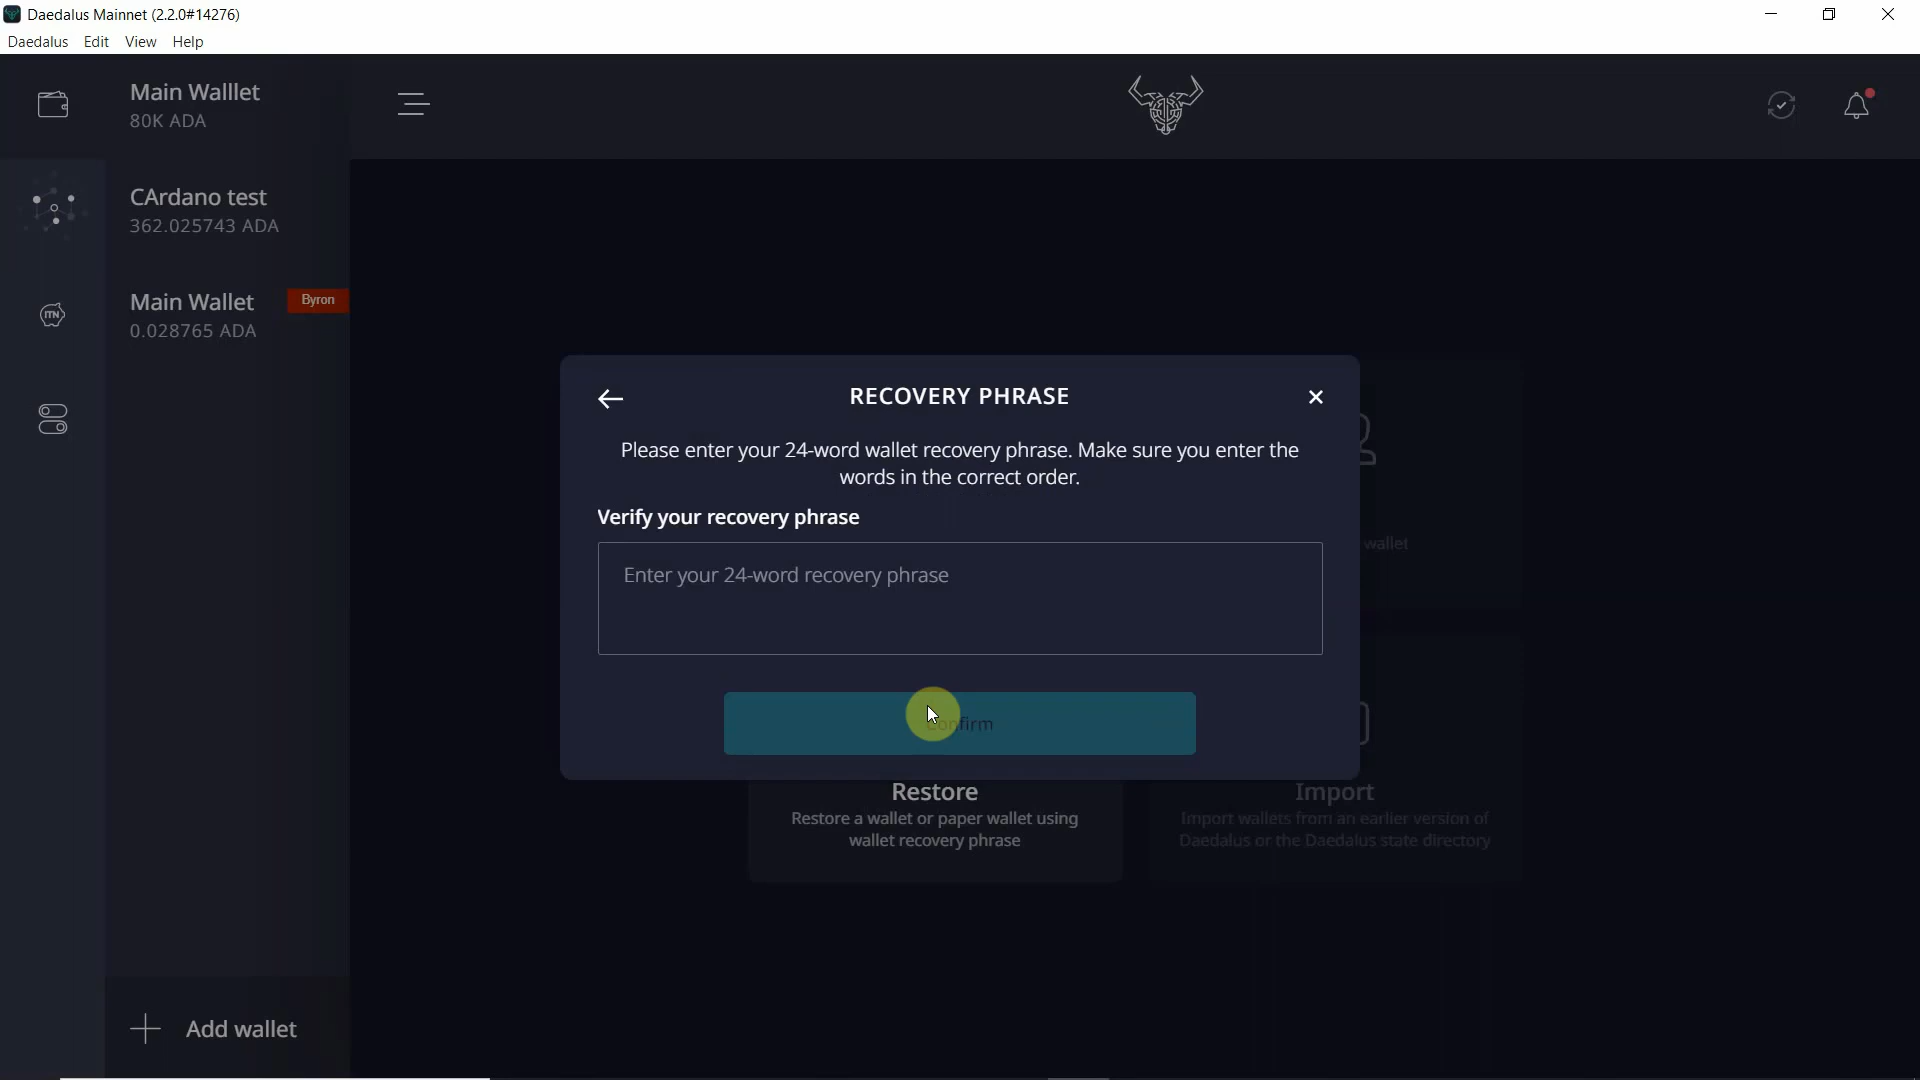 Daedalus Mainnet (2.2.0#14276)
Daedalus Edit View Help
Main Walllet
80K ADA
CArdano test
362.025743 ADA
Main Wallet Byron
0.028765 ADA
ITN
RECOVERY PHRASE
Please enter your 24-word wallet recovery phrase. Make sure you enter the
words in the correct order.
Verify your recovery phrase
Enter your 24-word recovery phrase
wallet
Restore
Restore a wallet or paper wallet using
wallet recovery phrase
Import
Import wallets from an earlier version of
Daedalus or the Daedalus state directory
Add wallet